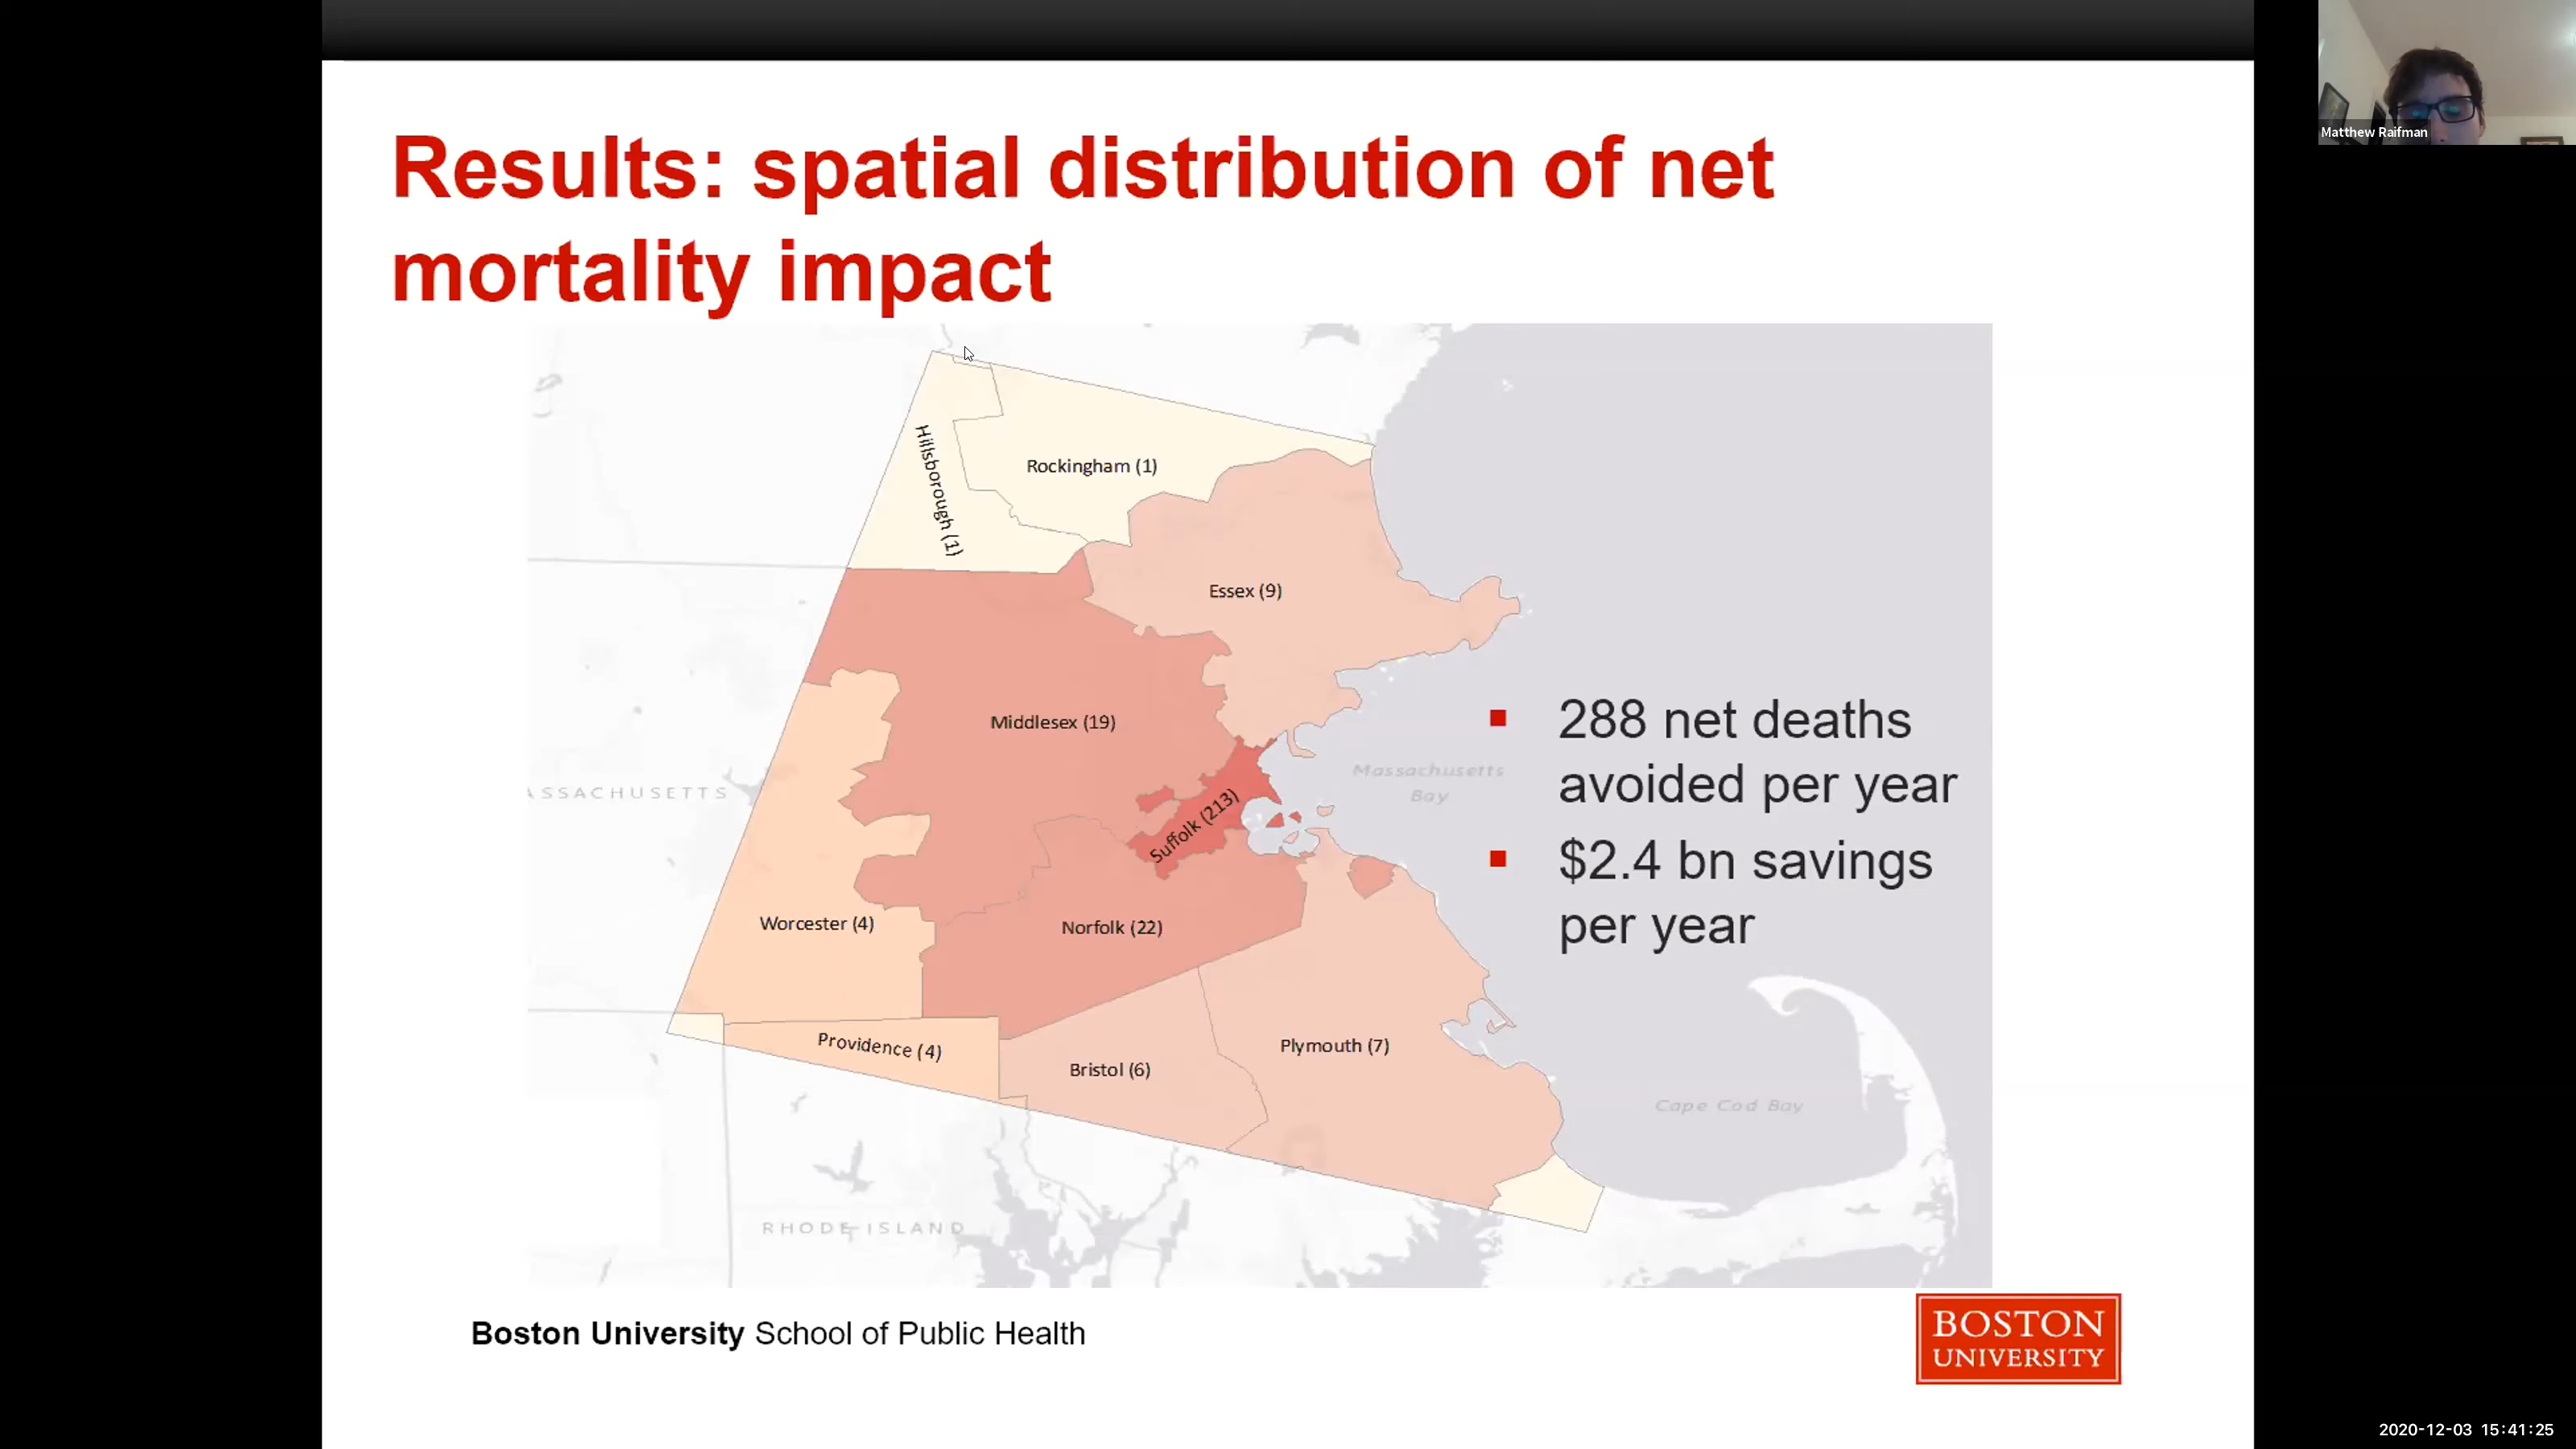 Matthew Raifman
Results: spatial distribution of net
mortality impact
Hillsborough (1)
Rockingham (1)
Essex (9)
Middlesex (19)
Suffolk (213)
288 net deaths
avoided per year
$2.4 bn savings
per year
Massachusetts
Bay
ASSACHUSETTS
Worcester (4)
Norfolk (22)
Providence (4)
Bristol (6)
Plymouth (7)
Cape Cod Bay
RHODE ISLAND
Boston University School of Public Health
BOSTON
UNIVERSITY
2020-12-03 15:41:25